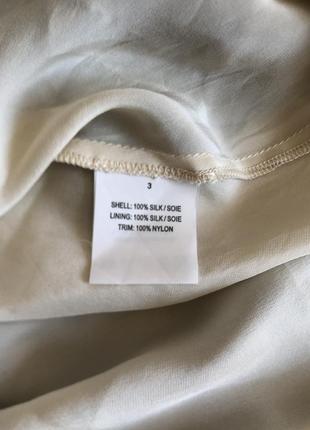 3
SHELL: 100% SILK / SOIE
LINING: 100% SILK / SOIE
TRIM: 100% NYLON